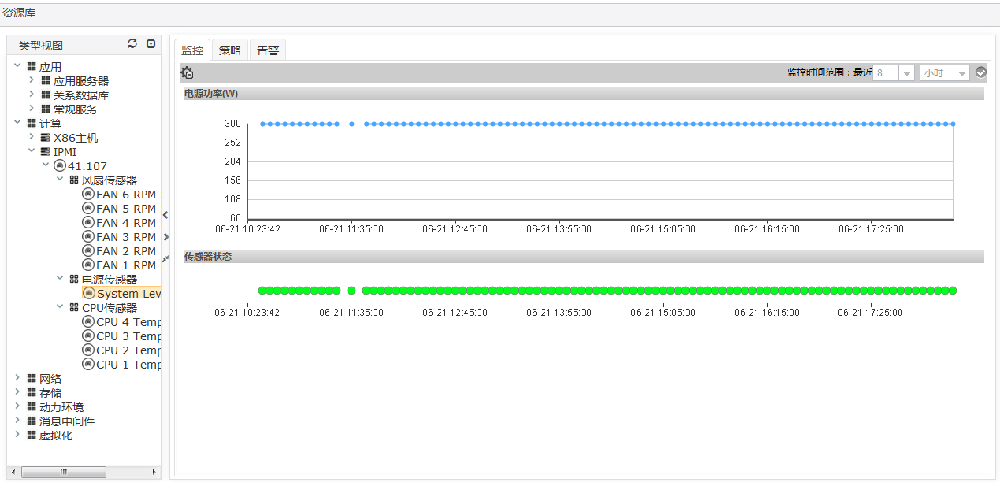 资源库
类型视图
应用
应用服务器
关系数据库
常规服务
计算
X86主机
IPMI
41.107
风扇传感器
FAN 6 RPM
FAN 5 RPM
FAN 4 RPM
FAN 3 RPM
FAN 2 RPM
FAN 1 RPM
电源传感器
System Lev
CPU传感器
CPU 4 Temp
CPU 3 Temp
CPU 2 Temp
CPU 1 Temp
网络
存储
动力环境
消息中间件
虚拟化
监控 策略 告警
监控时间范围：最近 8 小时
电源功率(W)
300
252
204
156
108
60
06-21 10:23:42 06-21 11:35:00 06-21 12:45:00 06-21 13:55:00 06-21 15:05:00 06-21 16:15:00 06-21 17:25:00
传感器状态
06-21 10:23:42 06-21 11:35:00 06-21 12:45:00 06-21 13:55:00 06-21 15:05:00 06-21 16:15:00 06-21 17:25:00